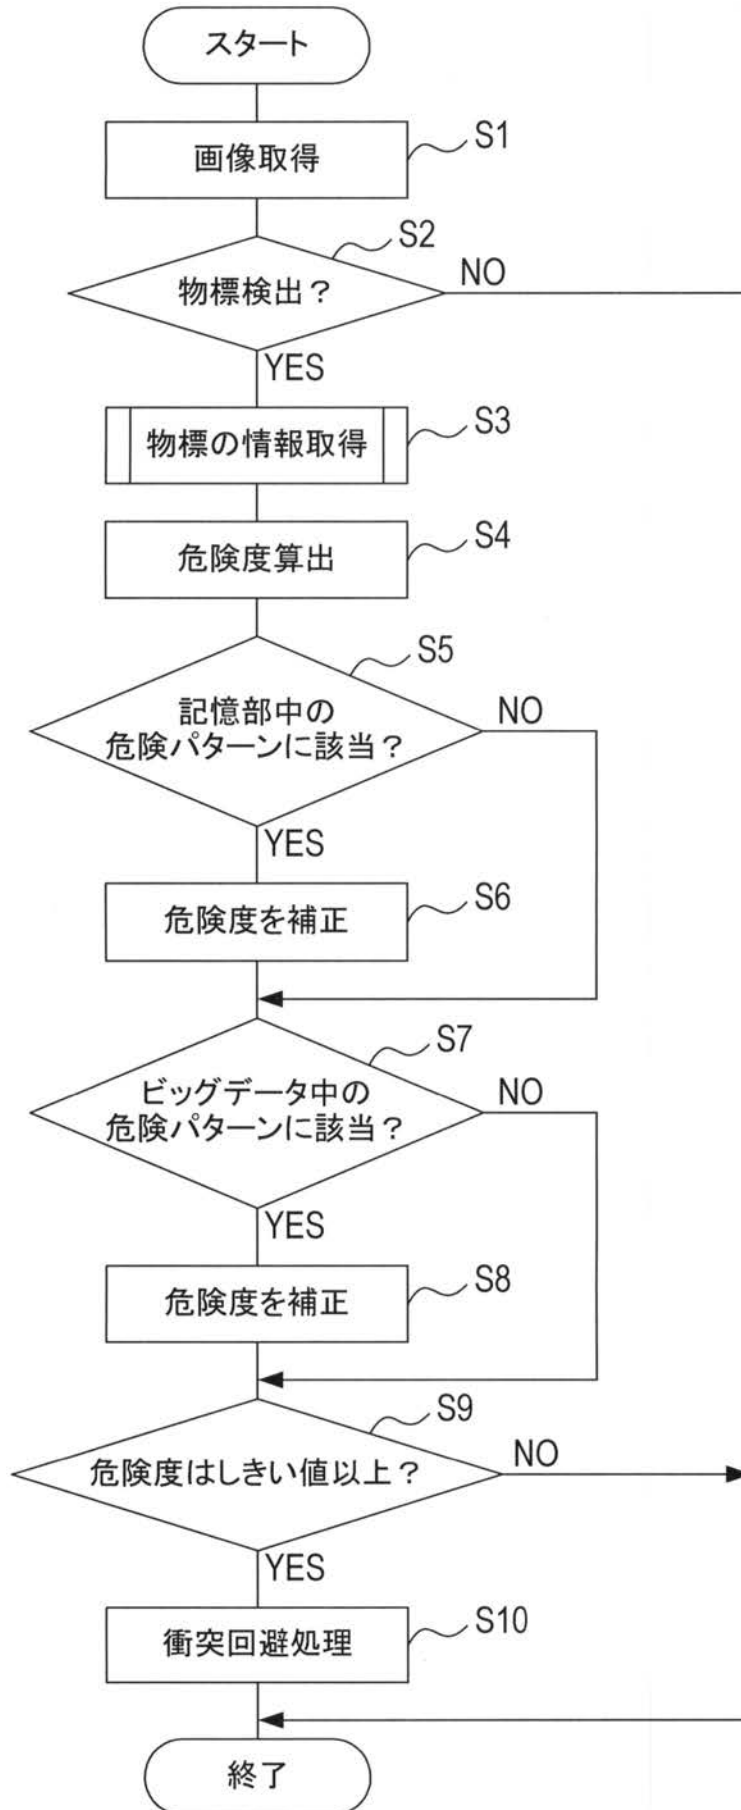 スタート
画像取得
S1
S2
物標検出？
NO
YES
物標の情報取得
S3
危険度算出
S4
S5
記憶部中の
危険パターンに該当？
NO
YES
危険度を補正
S6
S7
ビッグデータ中の
危険パターンに該当？
NO
YES
危険度を補正
S8
S9
危険度はしきい値以上？
NO
YES
衝突回避処理
S10
終了